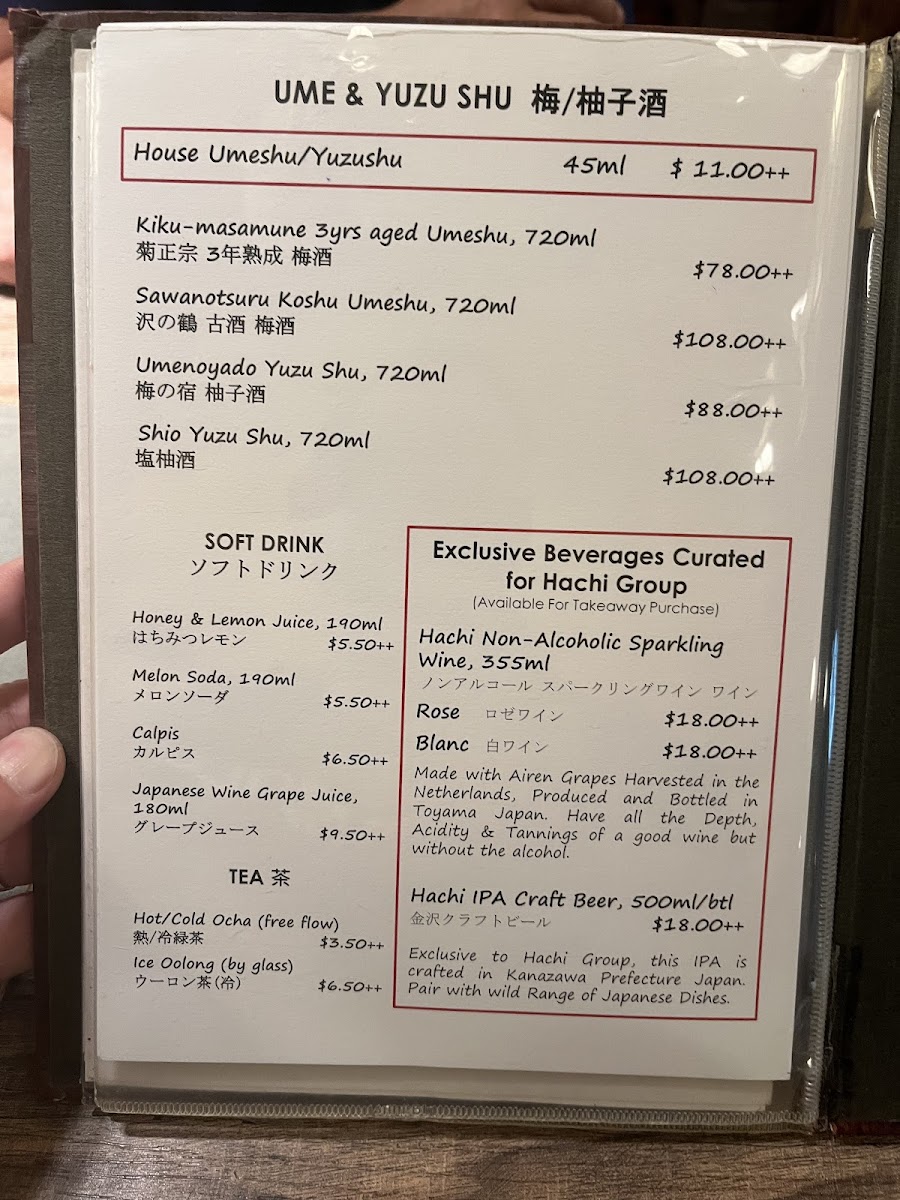 UME & YUZU SHU 梅/柚子酒
House Umeshu/Yuzushu 45ml $ 11.00++
Kiku-masamune 3yrs aged Umeshu, 720ml
菊正宗 3年熟成 梅酒
$78.00++
Sawanotsuru Koshu Umeshu, 720ml
沢の鶴 古酒 梅酒
$108.00++
Umenoyado Yuzu Shu, 720ml
梅の宿 柚子酒
$88.00++
Shio Yuzu Shu, 720ml
塩柚酒
$108.00++
SOFT DRINK
ソフトドリンク
Honey & Lemon Juice, 190ml
はちみつレモン $5.50++
Melon Soda, 190ml
メロンソーダ $5.50++
Calpis
カルピス $6.50++
Japanese Wine Grape Juice,
180ml
グレープジュース $9.50++
TEA 茶
Hot/Cold Ocha (free flow)
熱/冷緑茶 $3.50++
Ice Oolong (by glass)
ウーロン茶(冷) $6.50++
Exclusive Beverages Curated
for Hachi Group
(Available For Takeaway Purchase)
Hachi Non-Alcoholic Sparkling
Wine, 355ml
ノンアルコール スパークリングワイン ワイン
Rose ロゼワイン $18.00++
Blanc 白ワイン $18.00++
Made with Airen Grapes Harvested in the
Netherlands, Produced and Bottled in
Toyama Japan. Have all the Depth,
Acidity & Tannings of a good wine but
without the alcohol.
Hachi IPA Craft Beer, 500ml/btl
金沢クラフトビール $18.00++
Exclusive to Hachi Group, this IPA is
crafted in Kanazawa Prefecture Japan.
Pair with wild Range of Japanese Dishes.